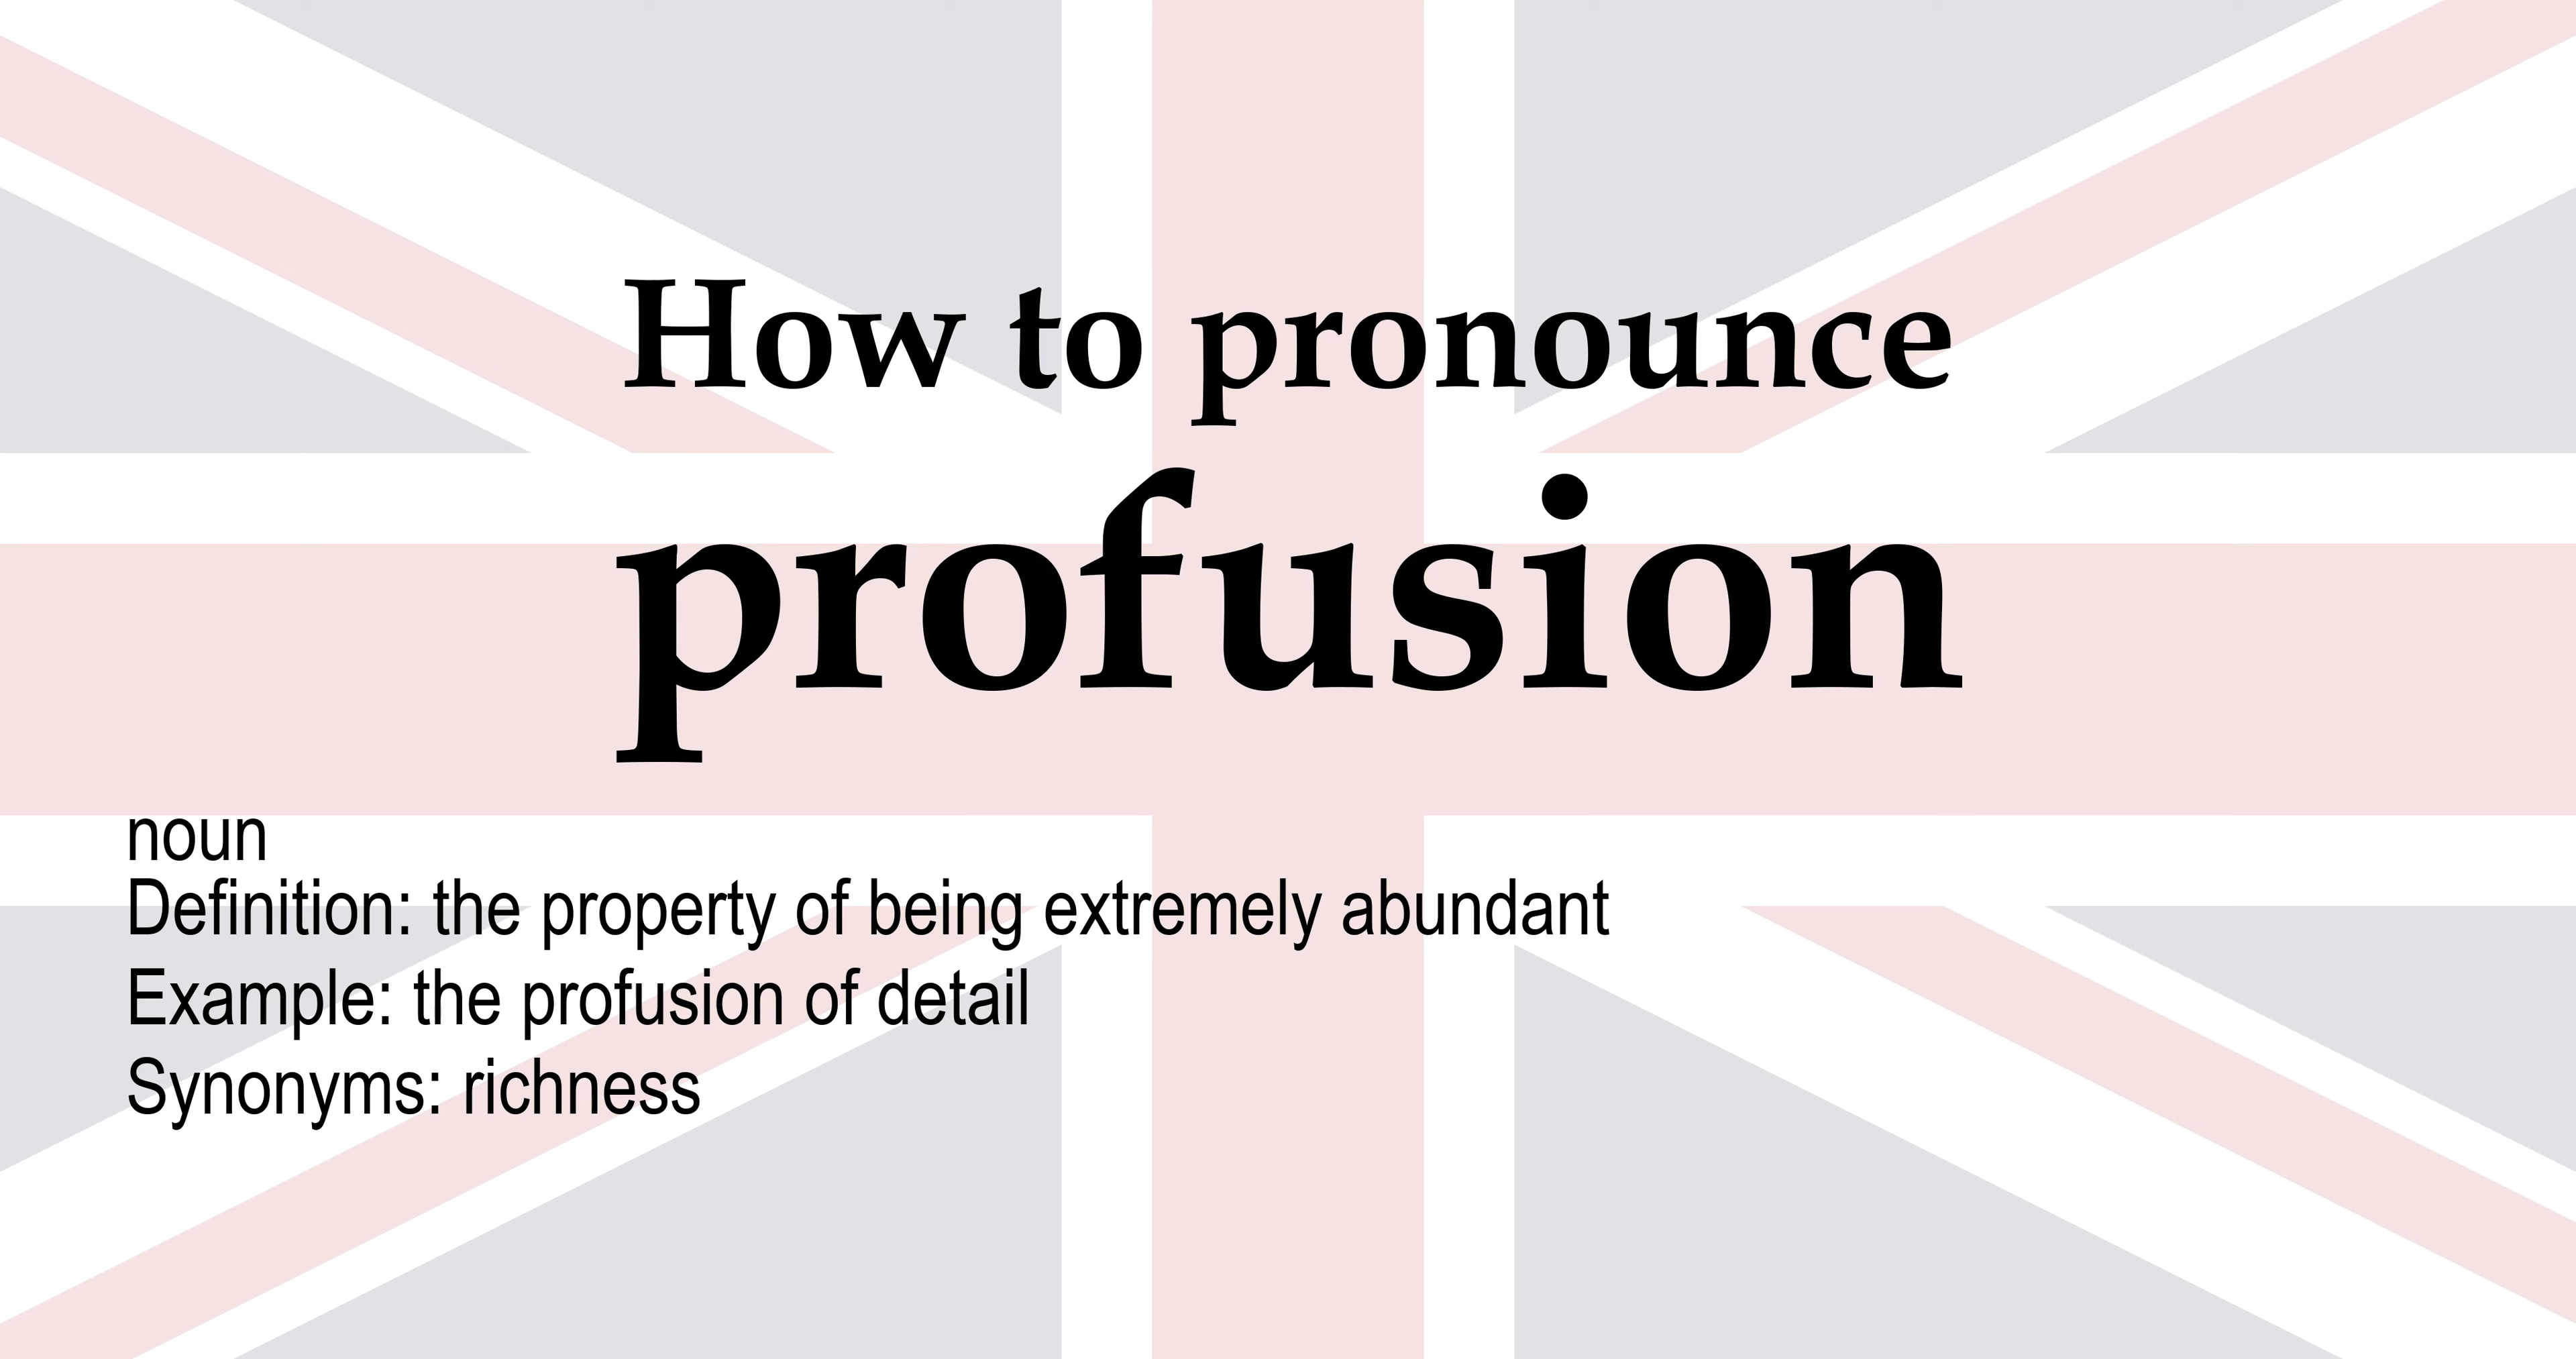 How to pronounce
profusion
noun
Definition: the property of being extremely abundant
Example: the profusion of detail
Synonyms: richness